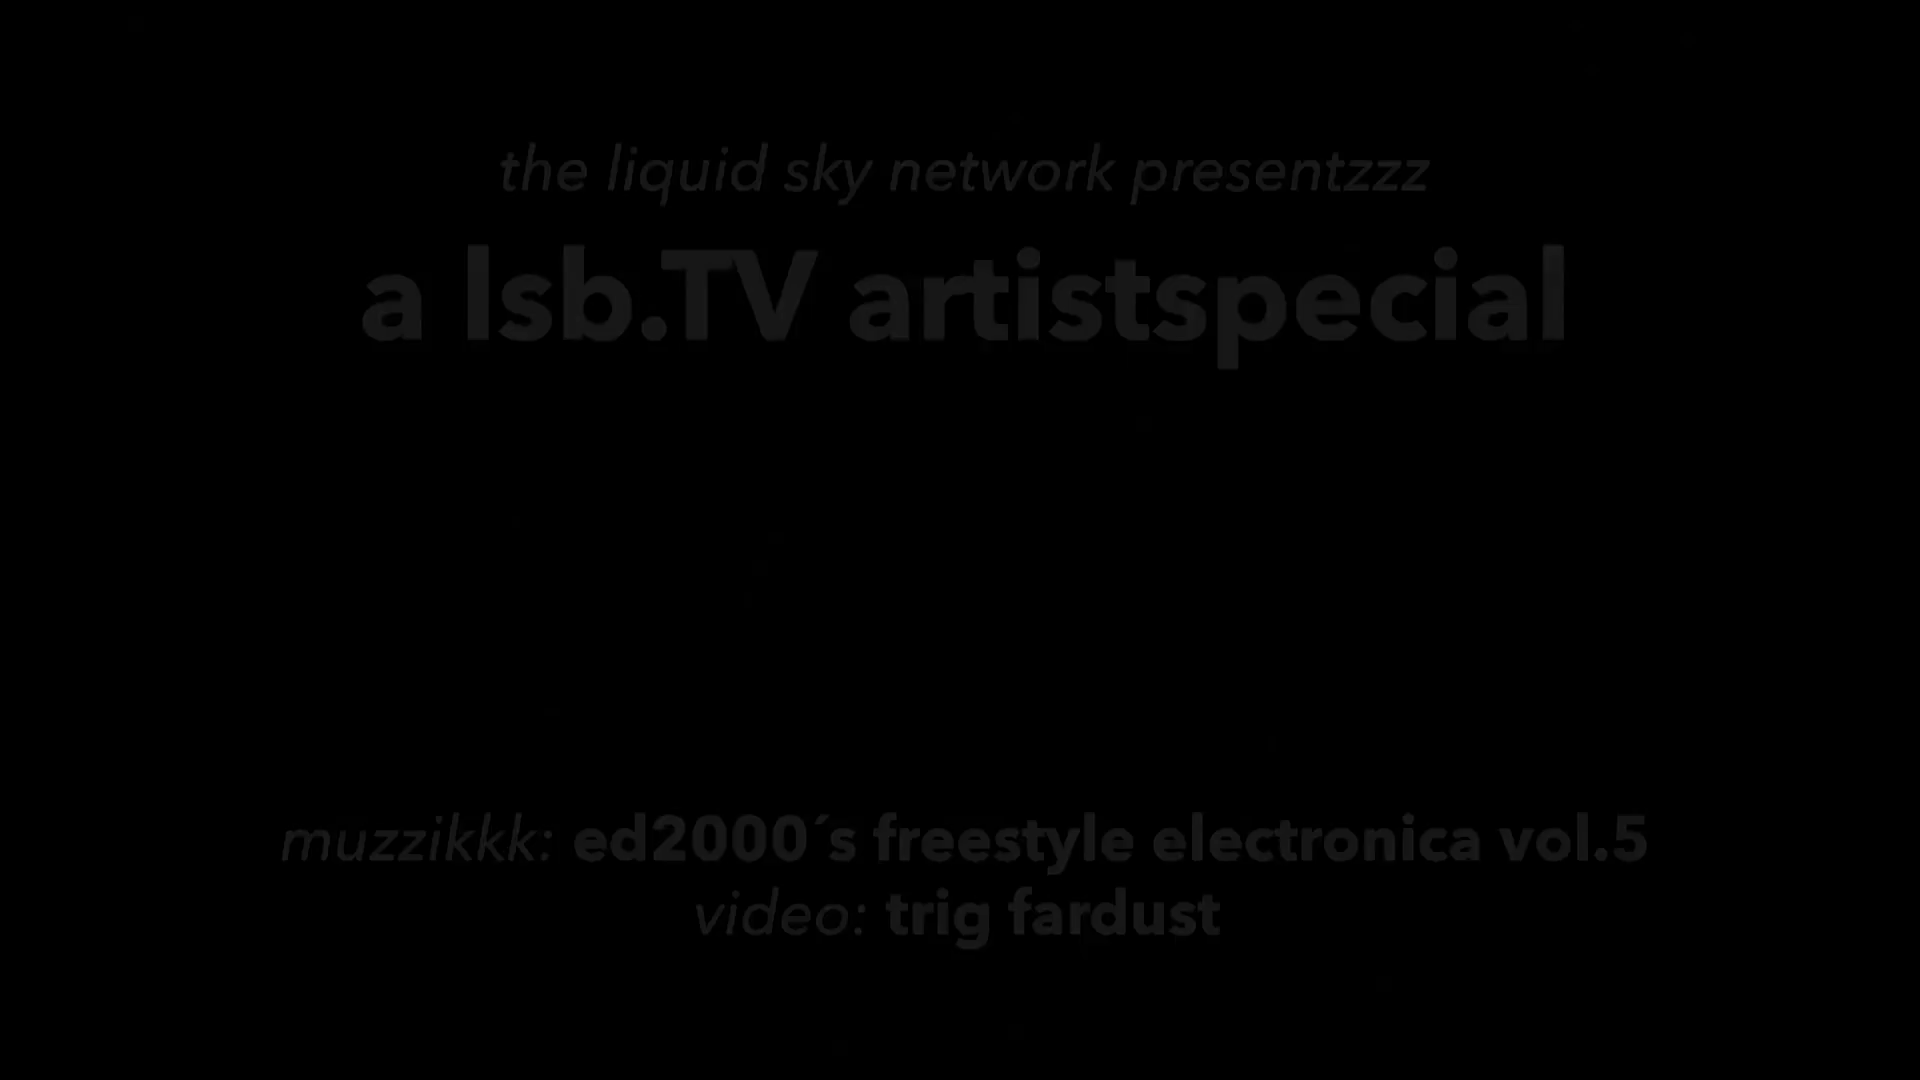 the liquid sky network presentzzz
a lsb.TV artistspecial
muzzikkk: ed2000´s freestyle electronica vol.5
video: trig fardust